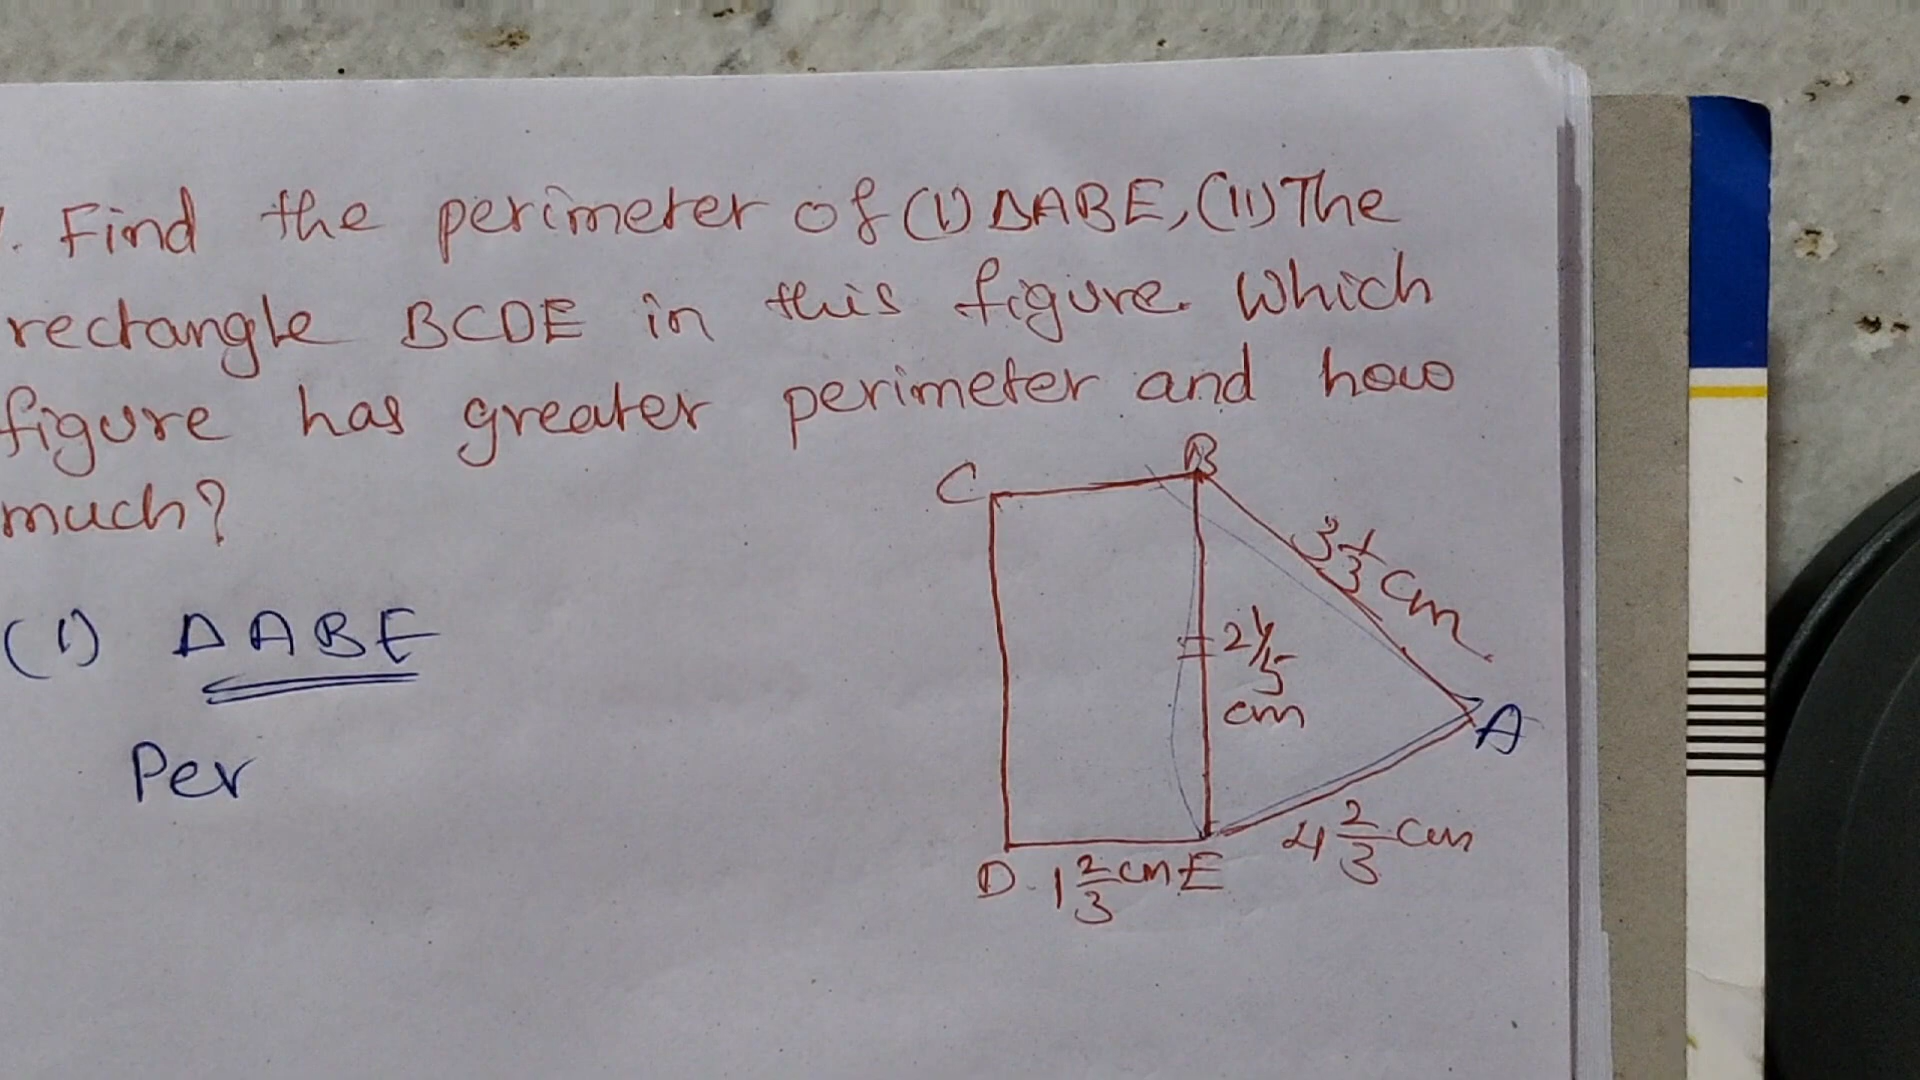 1. Find the perimeter of (i) ΔABE, (ii) The
rectangle BCDE in this figure. Which
figure has greater perimeter and how
much?
C
B
3 1/3 cm
2 1/5
cm
A
4 2/3 cm
D
1 2/3 cm
E
(i) ΔABE
Per